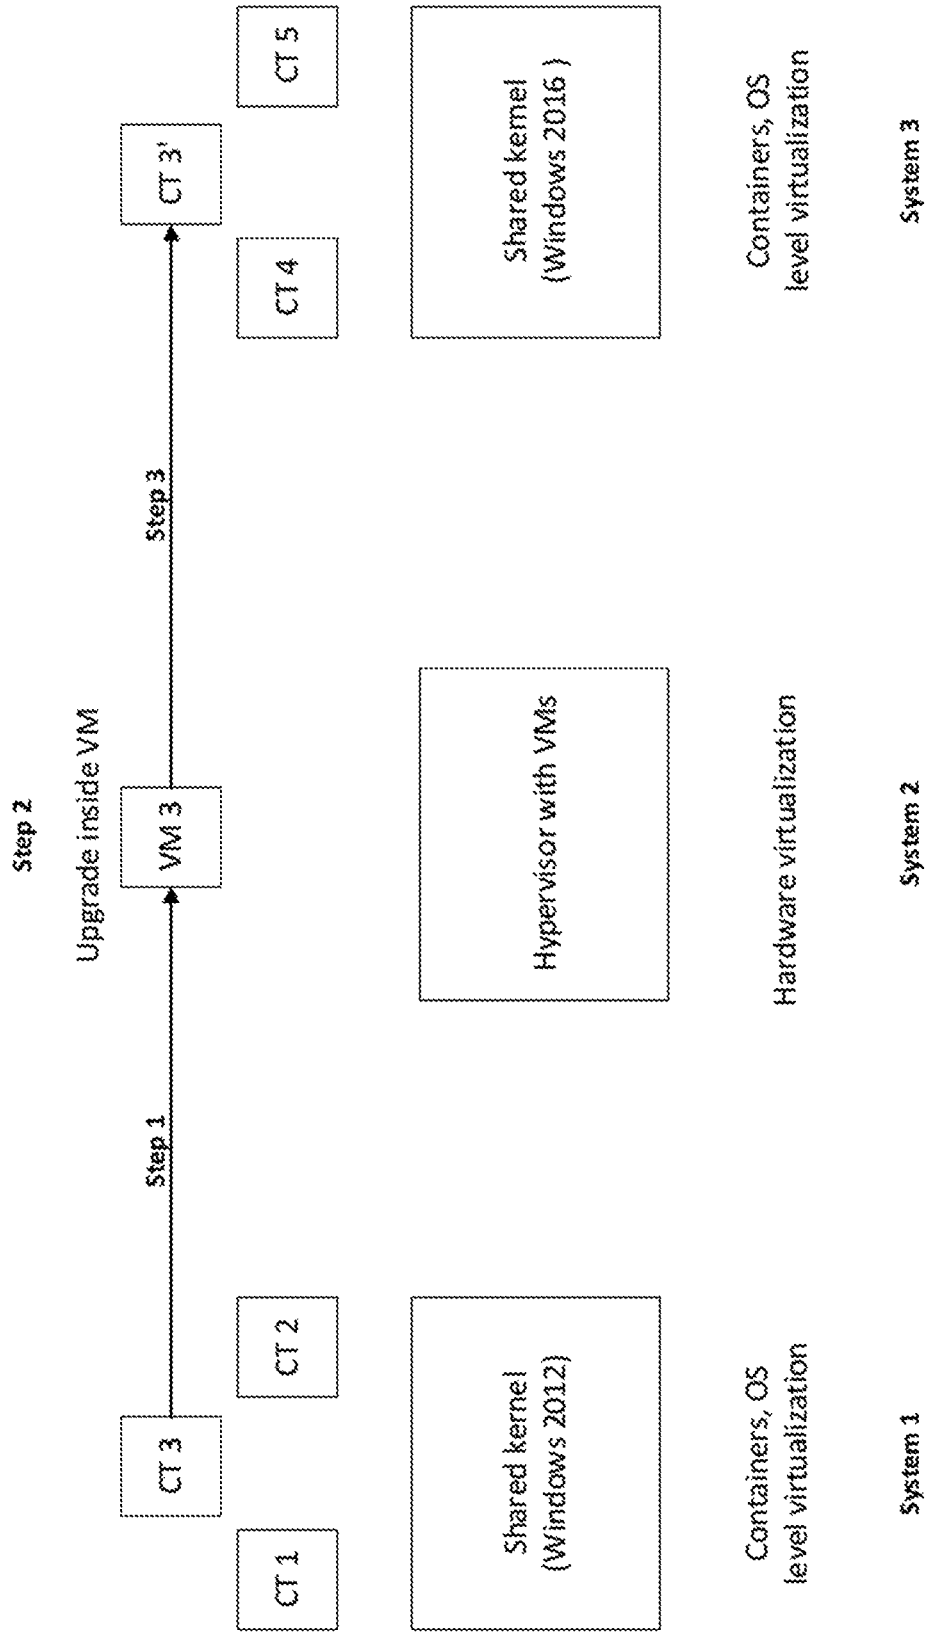 Step 2
Upgrade inside VM
CT 3
Step 1
VM 3
Step 3
CT 3'
CT 1
CT 2
CT 4
CT 5
Shared kernel
(Windows 2012)
Hypervisor with VMs
Shared kernel
(Windows 2016 )
Containers, OS
level virtualization
Hardware virtualization
Containers, OS
level virtualization
System 1
System 2
System 3